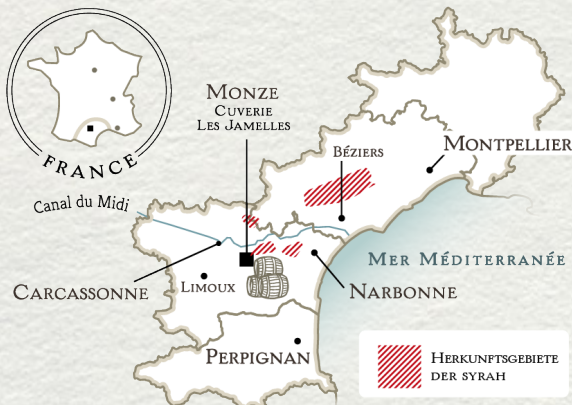 FRANCE
MONZE
CUVERIE
LES JAMELLES
BÉZIERS
MONTPELLIER
Canal du Midi
MER MÉDITERRANÉE
CARCASSONNE
LIMOUX
NARBONNE
PERPIGNAN
HERKUNFTSGEBIETE
DER SYRAH